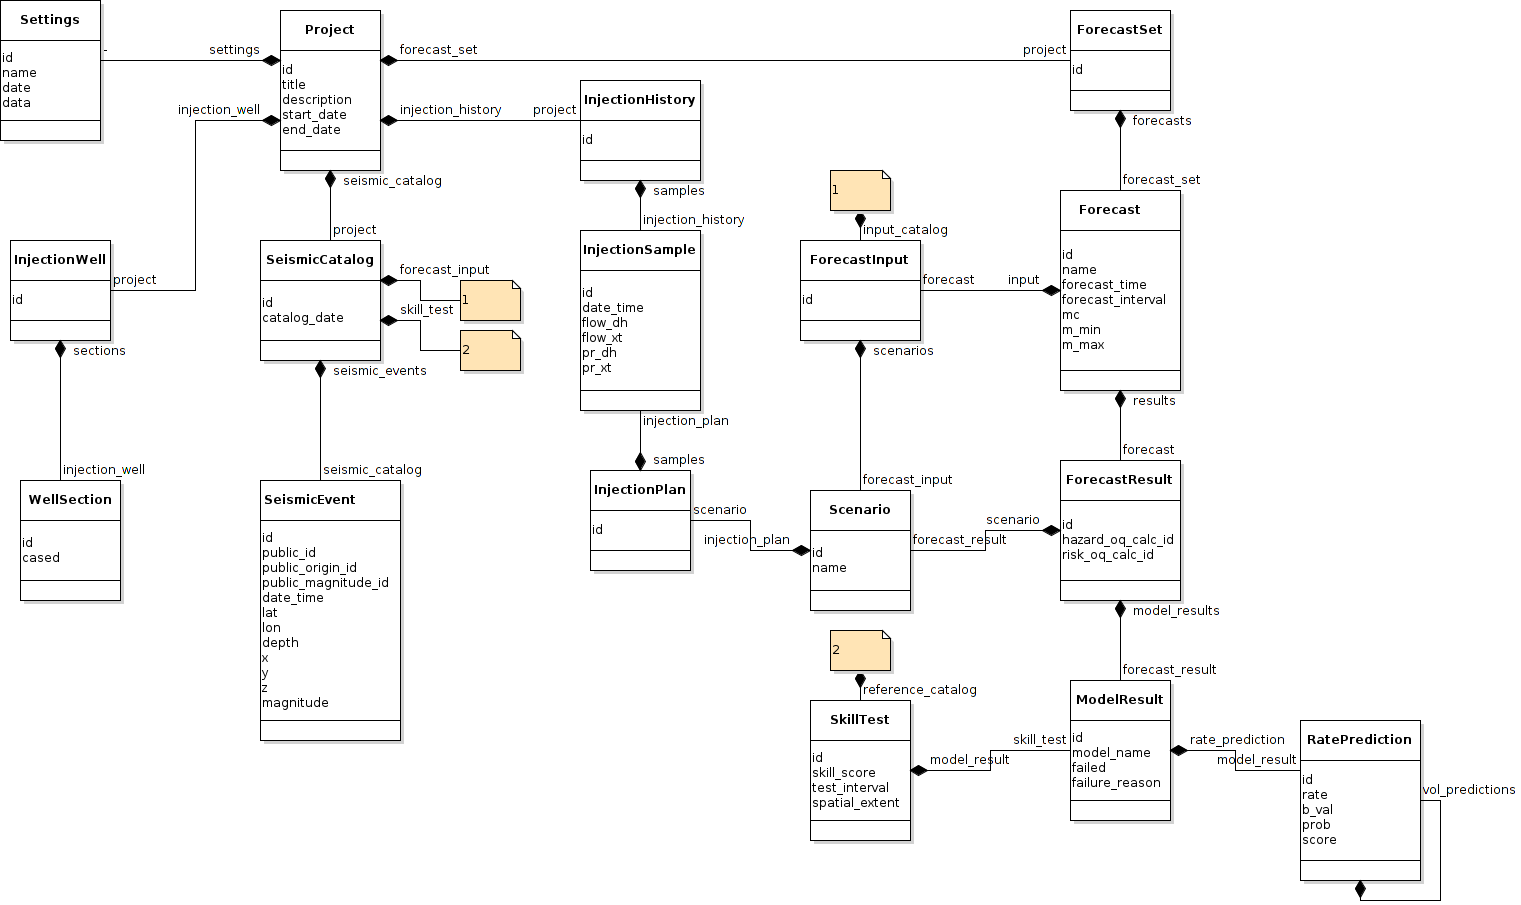 Settings
id
name
date
data
-
settings
Project
id
title
description
start_date
end_date
forecast_set
project
ForecastSet
id
injection_well
injection_history
project
InjectionHistory
id
forecasts
seismic_catalog
samples
forecast_set
1
input_catalog
Forecast
id
name
forecast_time
forecast_interval
mc
m_min
m_max
project
injection_history
InjectionWell
id
project
SeismicCatalog
id
catalog_date
forecast_input
1
skill_test
2
InjectionSample
id
date_time
flow_dh
flow_xt
pr_dh
pr_xt
ForecastInput
id
forecast
input
sections
seismic_events
scenarios
results
injection_plan
samples
forecast
injection_well
seismic_catalog
forecast_input
WellSection
id
cased
SeismicEvent
id
public_id
public_origin_id
public_magnitude_id
date_time
lat
lon
depth
x
y
z
magnitude
InjectionPlan
id
scenario
injection_plan
Scenario
id
name
scenario
forecast_result
ForecastResult
id
hazard_oq_calc_id
risk_oq_calc_id
model_results
2
reference_catalog
forecast_result
SkillTest
id
skill_score
test_interval
spatial_extent
skill_test
model_result
ModelResult
id
model_name
failed
failure_reason
rate_prediction
model_result
RatePrediction
id
rate
b_val
prob
score
vol_predictions